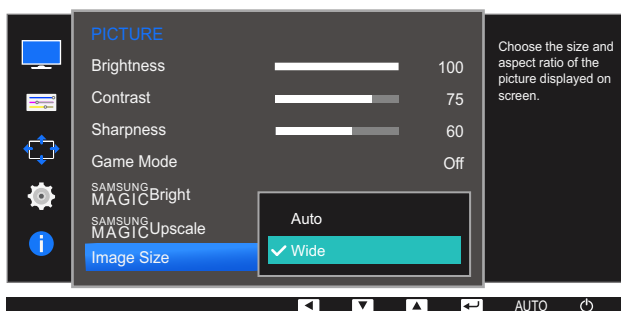 PICTURE
Brightness 100
Contrast 75
Sharpness 60
Game Mode Off
SAMSUNG
MAGICBright
SAMSUNG
MAGICUpscale
Image Size
Auto
Wide
Choose the size and
aspect ratio of the
picture displayed on
screen.
AUTO